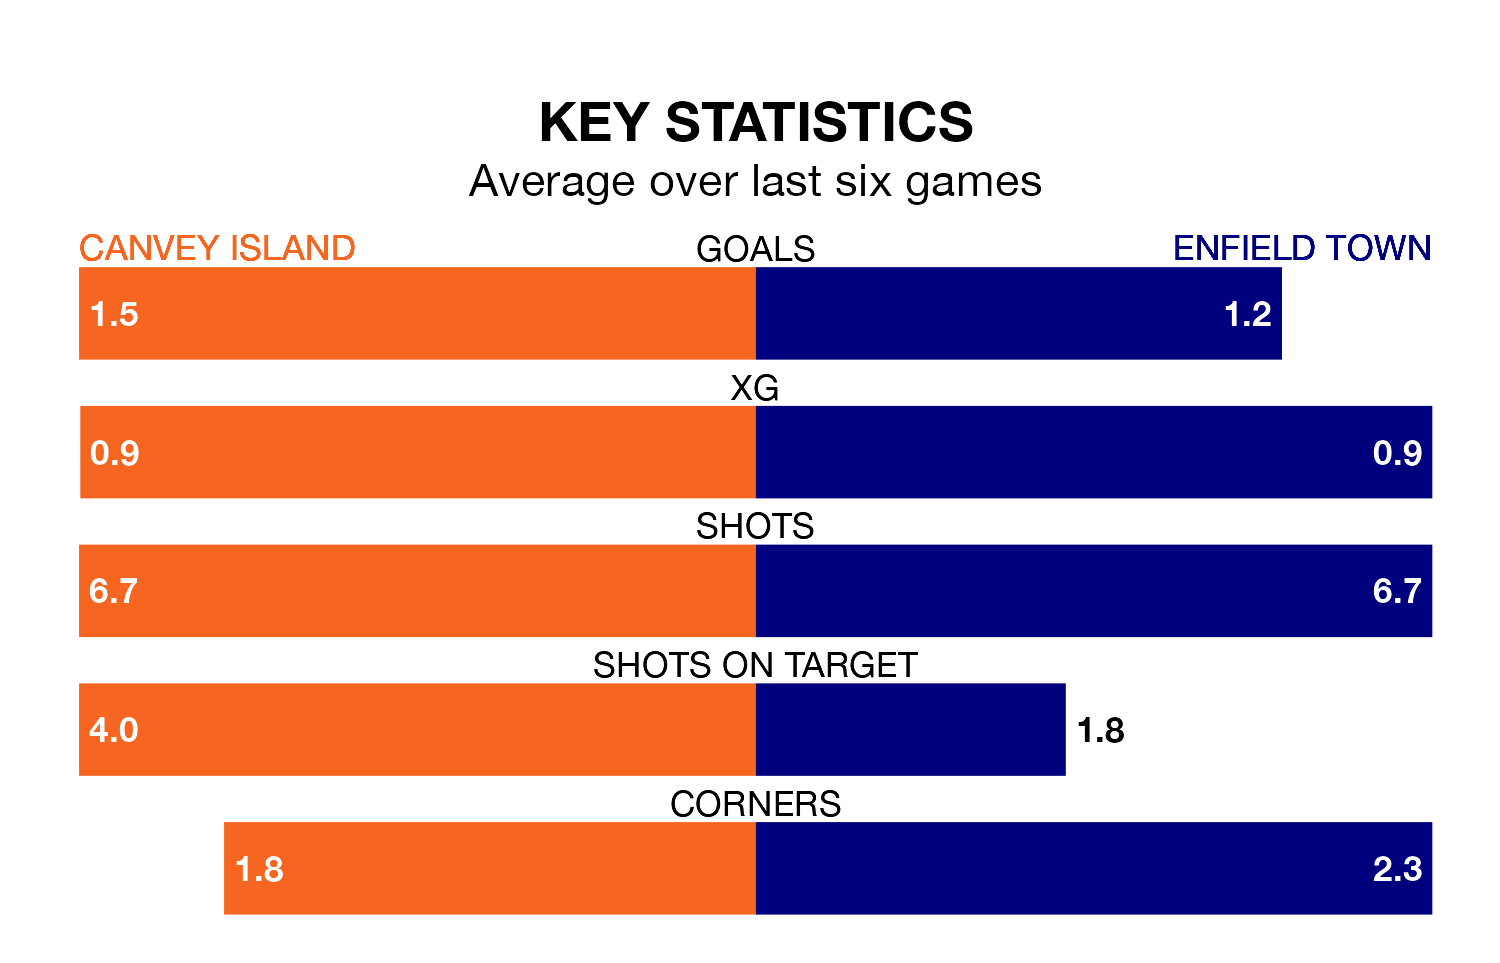 KEY STATISTICS
Average over last six games
CANVEY ISLAND GOALS ENFIELD TOWN
1.5 1.2
XG
0.9 0.9
SHOTS
6.7 6.7
SHOTS ON TARGET
4.0 1.8
CORNERS
1.8 2.3